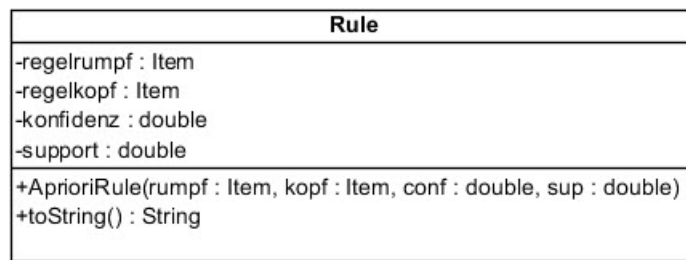 Rule
-regelrumpf : Item
-regelkopf : Item
-konfidenz : double
-support : double
+AprioriRule(rumpf : Item, kopf : Item, conf : double, sup : double)
+toString() : String